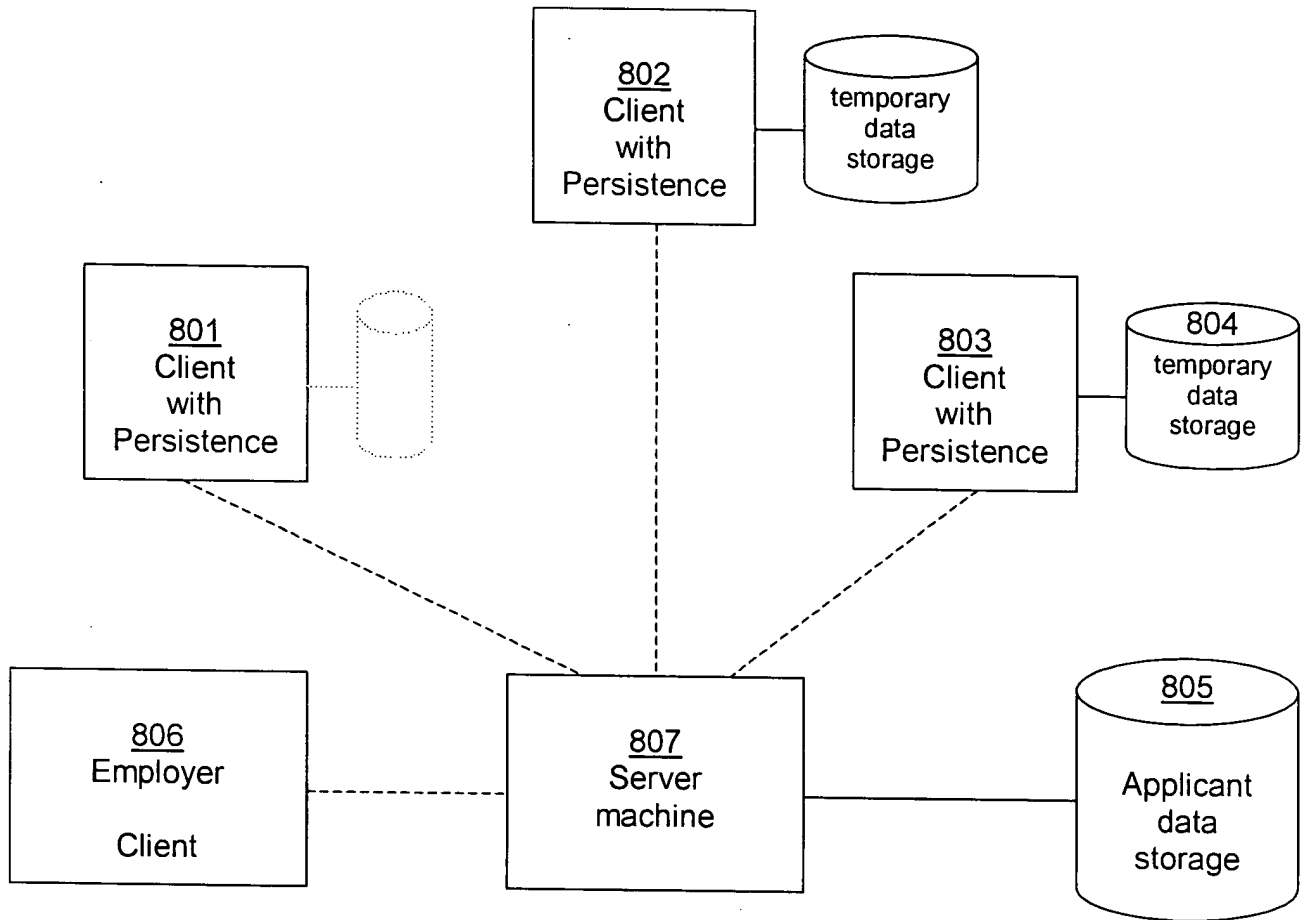 802
Client
with
Persistence
temporary
data
storage
801
Client
with
Persistence
803
Client
with
Persistence
804
temporary
data
storage
806
Employer
Client
807
Server
machine
805
Applicant
data
storage